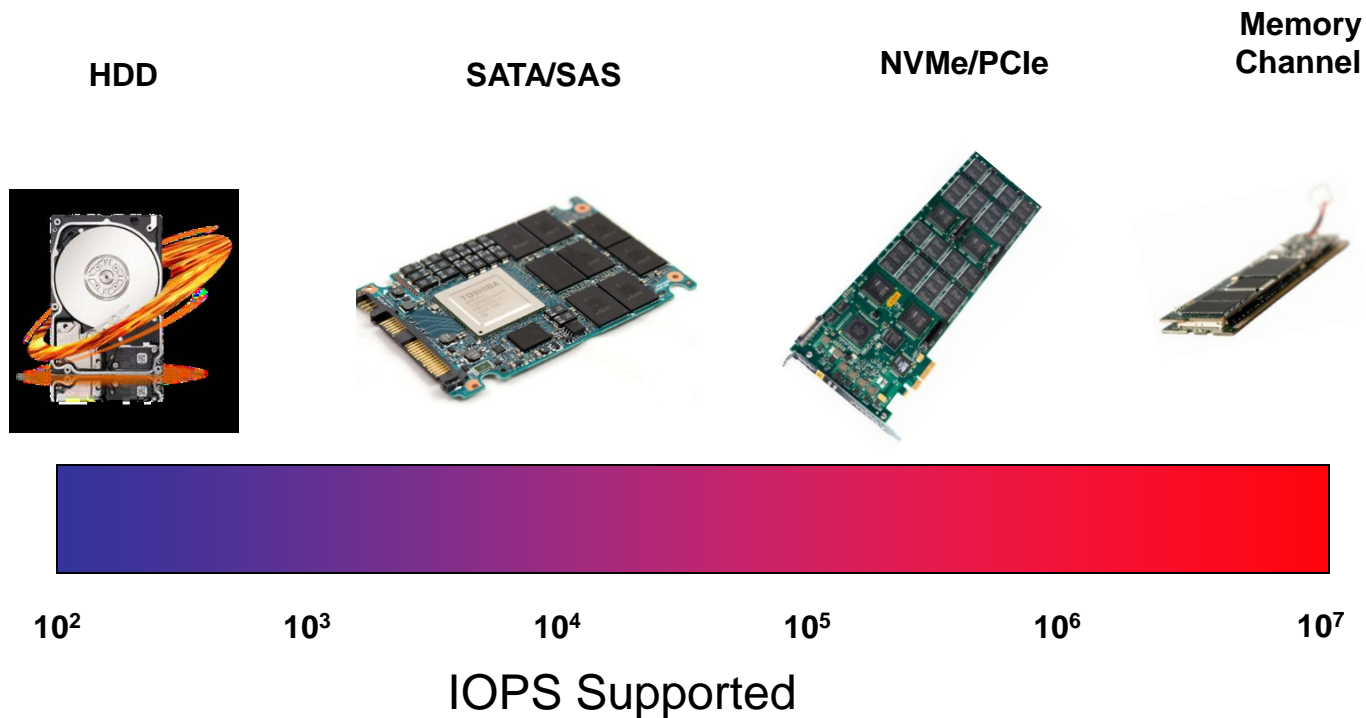 HDD
SATA/SAS
NVMe/PCIe
Memory
Channel
TOSHIBA
10² 10³ 10⁴ 10⁵ 10⁶ 10⁷
IOPS Supported